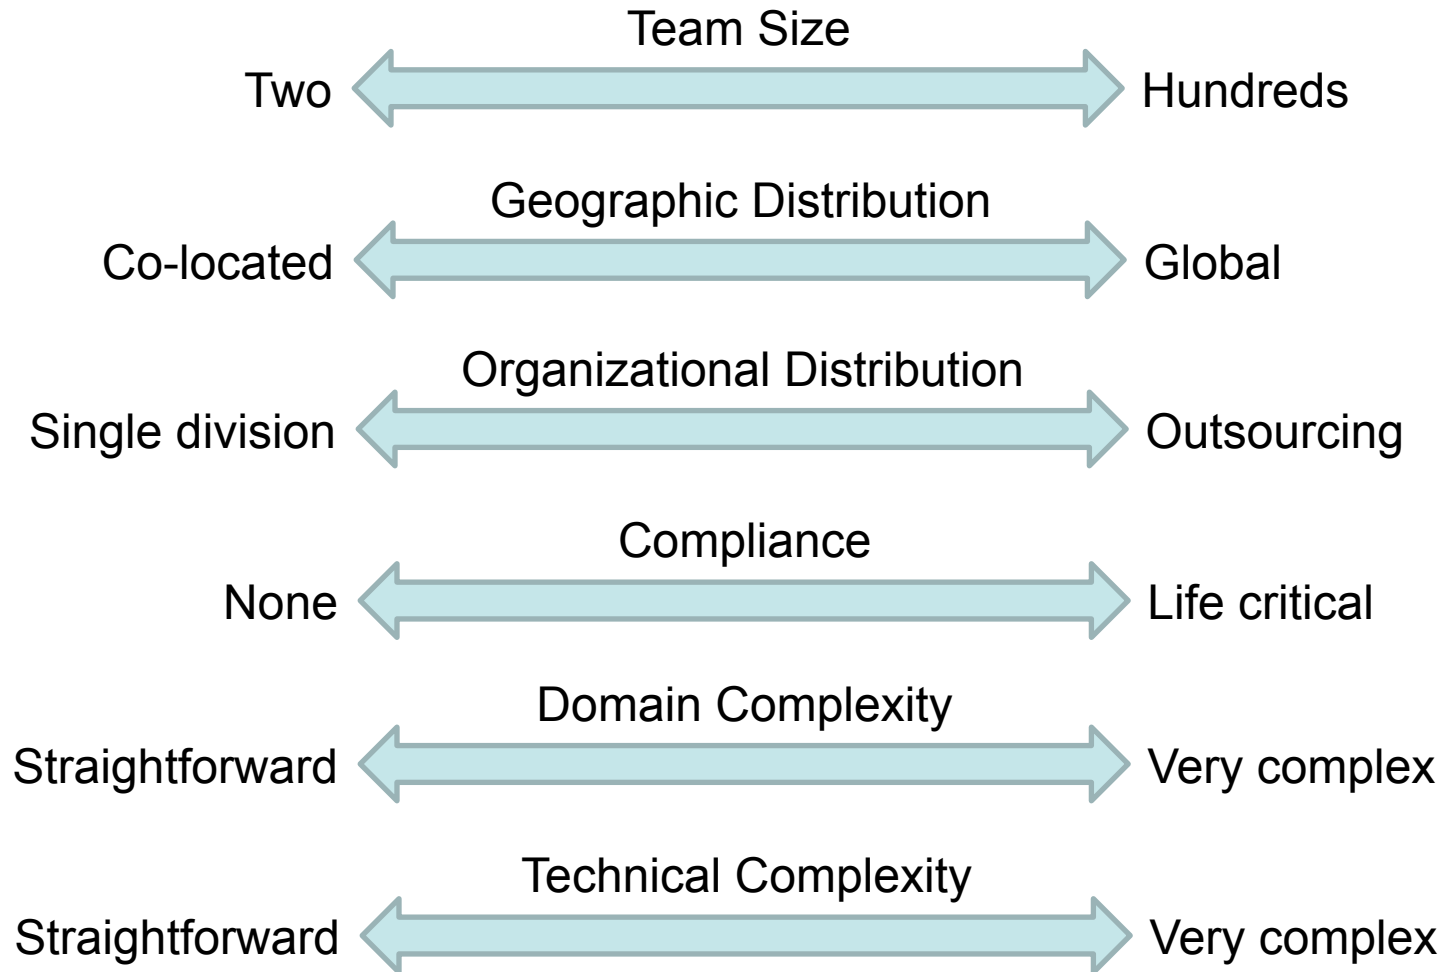 Team Size
Two
Hundreds
Geographic Distribution
Co-located
Global
Organizational Distribution
Single division
Outsourcing
Compliance
None
Life critical
Domain Complexity
Straightforward
Very complex
Technical Complexity
Straightforward
Very complex